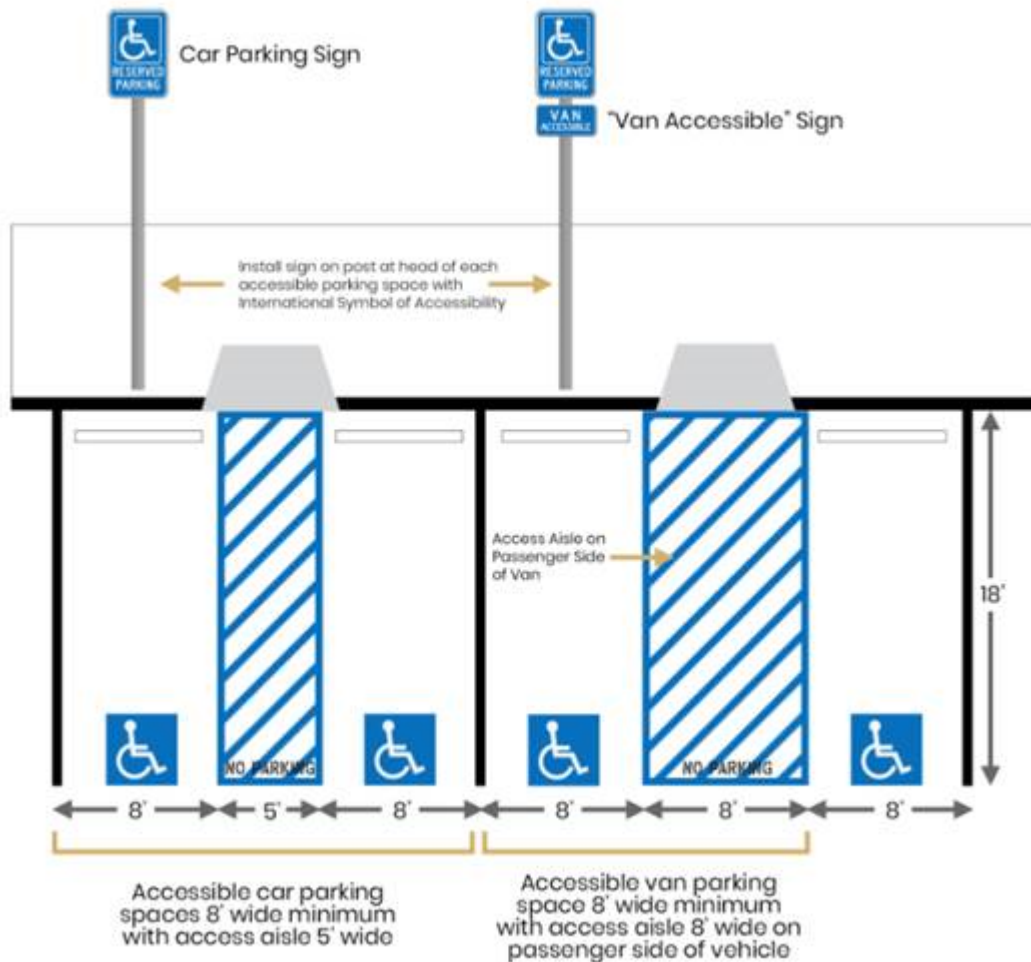 RESERVED
PARKING
Car Parking Sign
RESERVED
PARKING
VAN
ACCESSIBLE
"Van Accessible" Sign
Install sign on post at head of each
accessible parking space with
International Symbol of Accessibility
Access Aisle on
Passenger Side
of Van
18'
NO PARKING
NO PARKING
8'
5'
8'
8'
8'
8'
Accessible car parking
spaces 8' wide minimum
with access aisle 5' wide
Accessible van parking
space 8' wide minimum
with access aisle 8' wide on
passenger side of vehicle